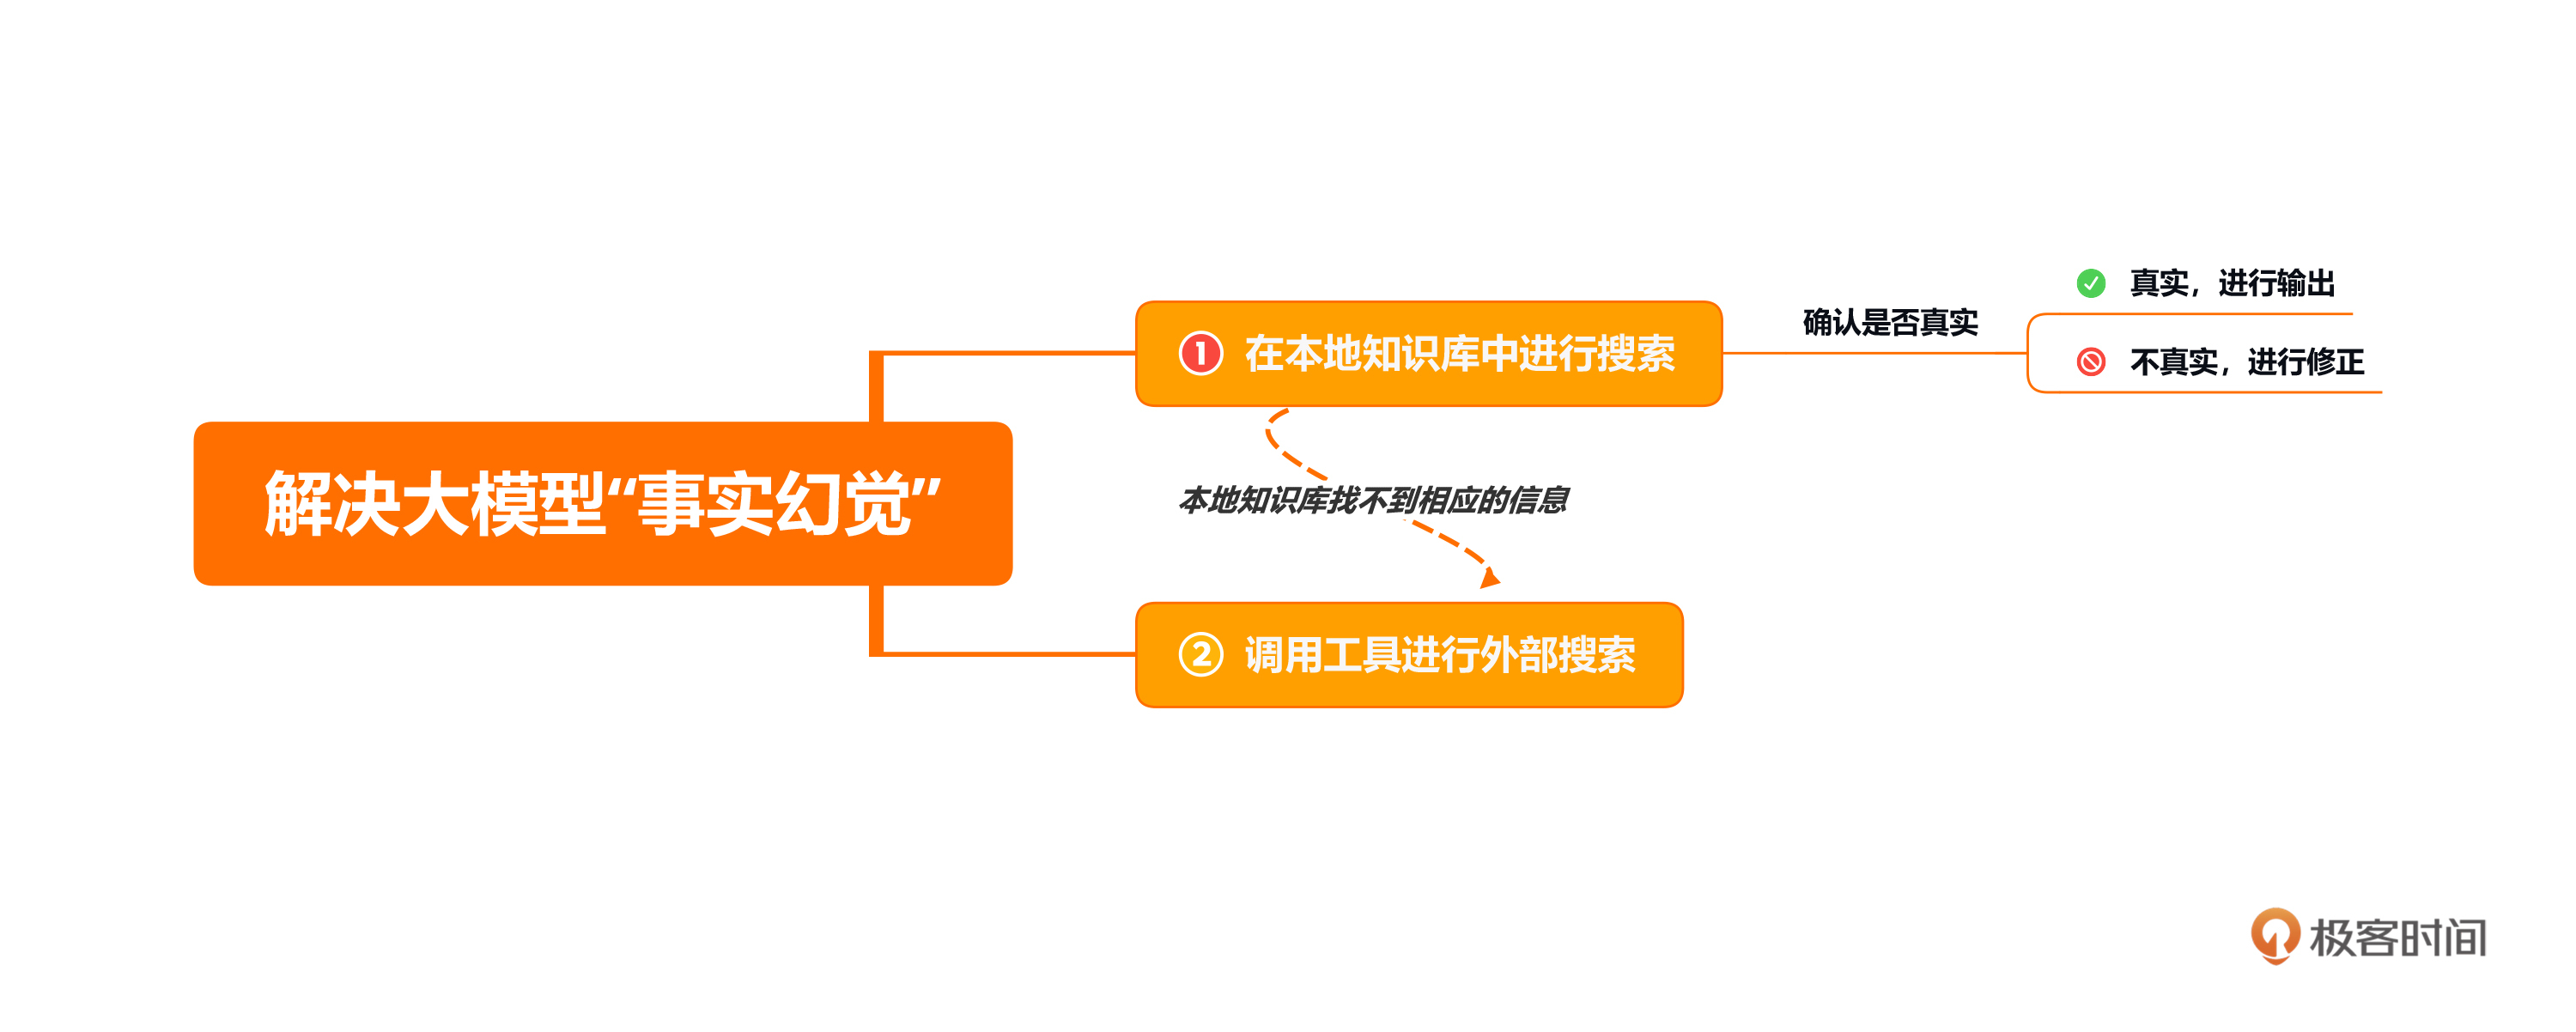 解决大模型“事实幻觉”
1 在本地知识库中进行搜索
确认是否真实
真实，进行输出
不真实，进行修正
本地知识库找不到相应的信息
2 调用工具进行外部搜索
极客时间